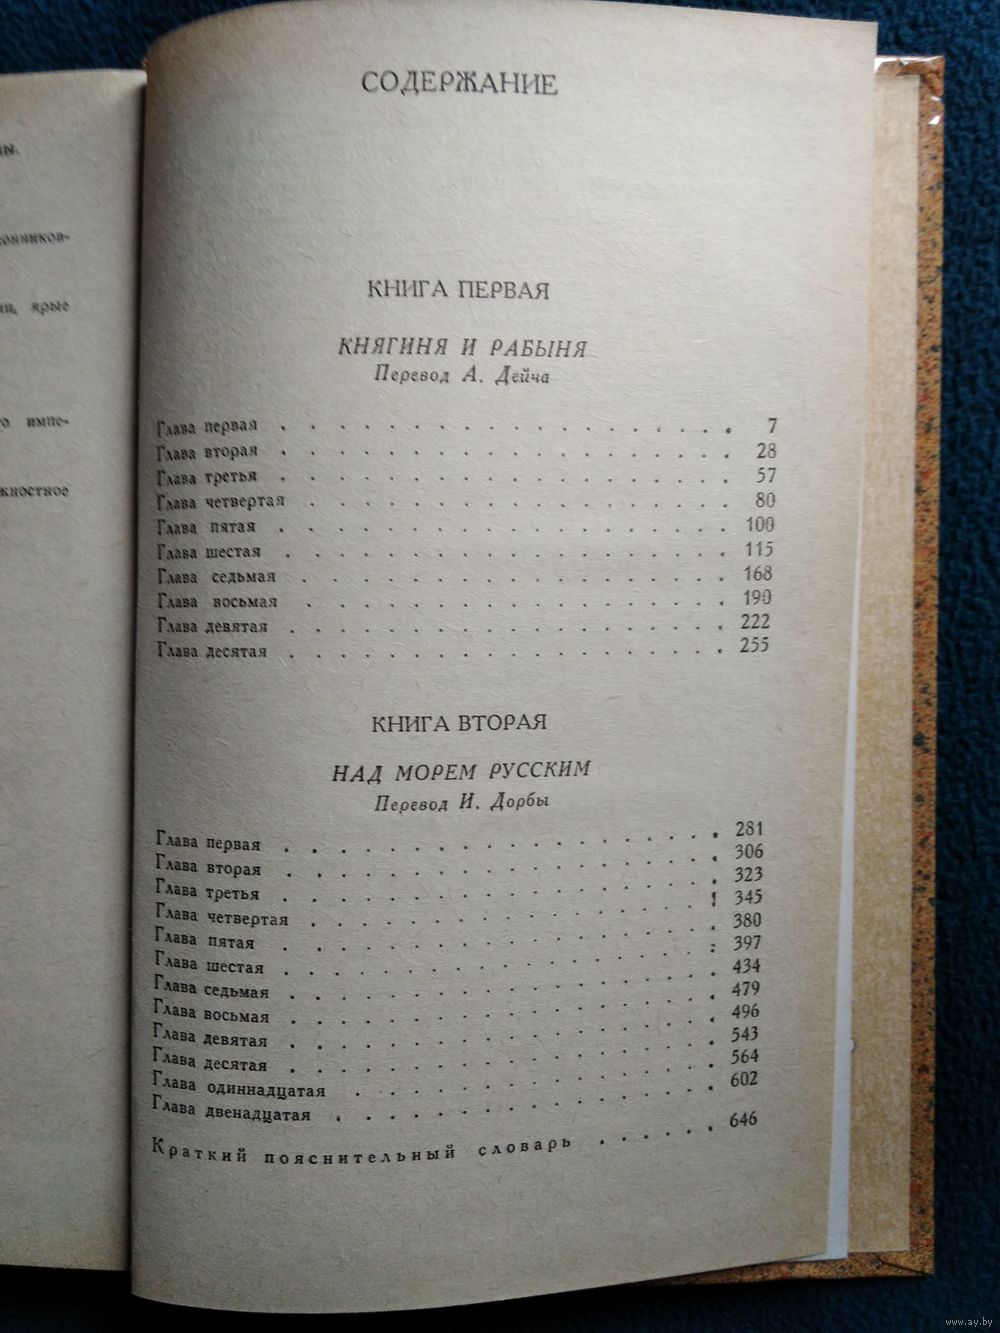 ярые
импе-
СОДЕРЖАНИЕ
КНИГА ПЕРВАЯ
КНЯГИНЯ И РАБЫНЯ
Перевод А. Дейча
Глава первая . . . . . . . . . . . . . . . . . . 7
Глава вторая . . . . . . . . . . . . . . . . . . 28
Глава третья . . . . . . . . . . . . . . . . . . 57
Глава четвертая . . . . . . . . . . . . . . . . . 80
Глава пятая . . . . . . . . . . . . . . . . . . 100
Глава шестая . . . . . . . . . . . . . . . . . . 115
Глава седьмая . . . . . . . . . . . . . . . . . 168
Глава восьмая . . . . . . . . . . . . . . . . . 190
Глава девятая . . . . . . . . . . . . . . . . . 222
Глава десятая . . . . . . . . . . . . . . . . . 255
КНИГА ВТОРАЯ
НАД МОРЕМ РУССКИМ
Перевод И. Дорбы
Глава первая . . . . . . . . . . . . . . . . . 281
Глава вторая . . . . . . . . . . . . . . . . . 306
Глава третья . . . . . . . . . . . . . . . . . 323
Глава четвертая . . . . . . . . . . . . . . . . 345
Глава пятая . . . . . . . . . . . . . . . . . 380
Глава шестая . . . . . . . . . . . . . . . . . 397
Глава седьмая . . . . . . . . . . . . . . . . . 434
Глава восьмая . . . . . . . . . . . . . . . . . 479
Глава девятая . . . . . . . . . . . . . . . . . 496
Глава десятая . . . . . . . . . . . . . . . . . 543
Глава одиннадцатая . . . . . . . . . . . . . . 564
Глава двенадцатая . . . . . . . . . . . . . . . 602
Краткий пояснительный словарь . . . . . . 646
www.ay.by